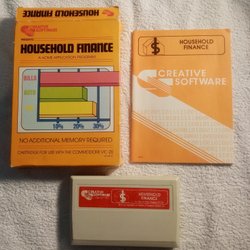 HOUSEHOLD FINANCE
CREATIVE
SOFTWARE
PRESENTS
HOUSEHOLD FINANCE
A HOME APPLICATION PROGRAM
BILLS
10%
20%
30%
NO ADDITIONAL MEMORY REQUIRED
CARTRIDGE FOR USE WITH THE COMMODORE VIC 20
HOUSEHOLD
FINANCE
CREATIVE
SOFTWARE
CREATIVE
SOFTWARE
HOUSEHOLD
FINANCE